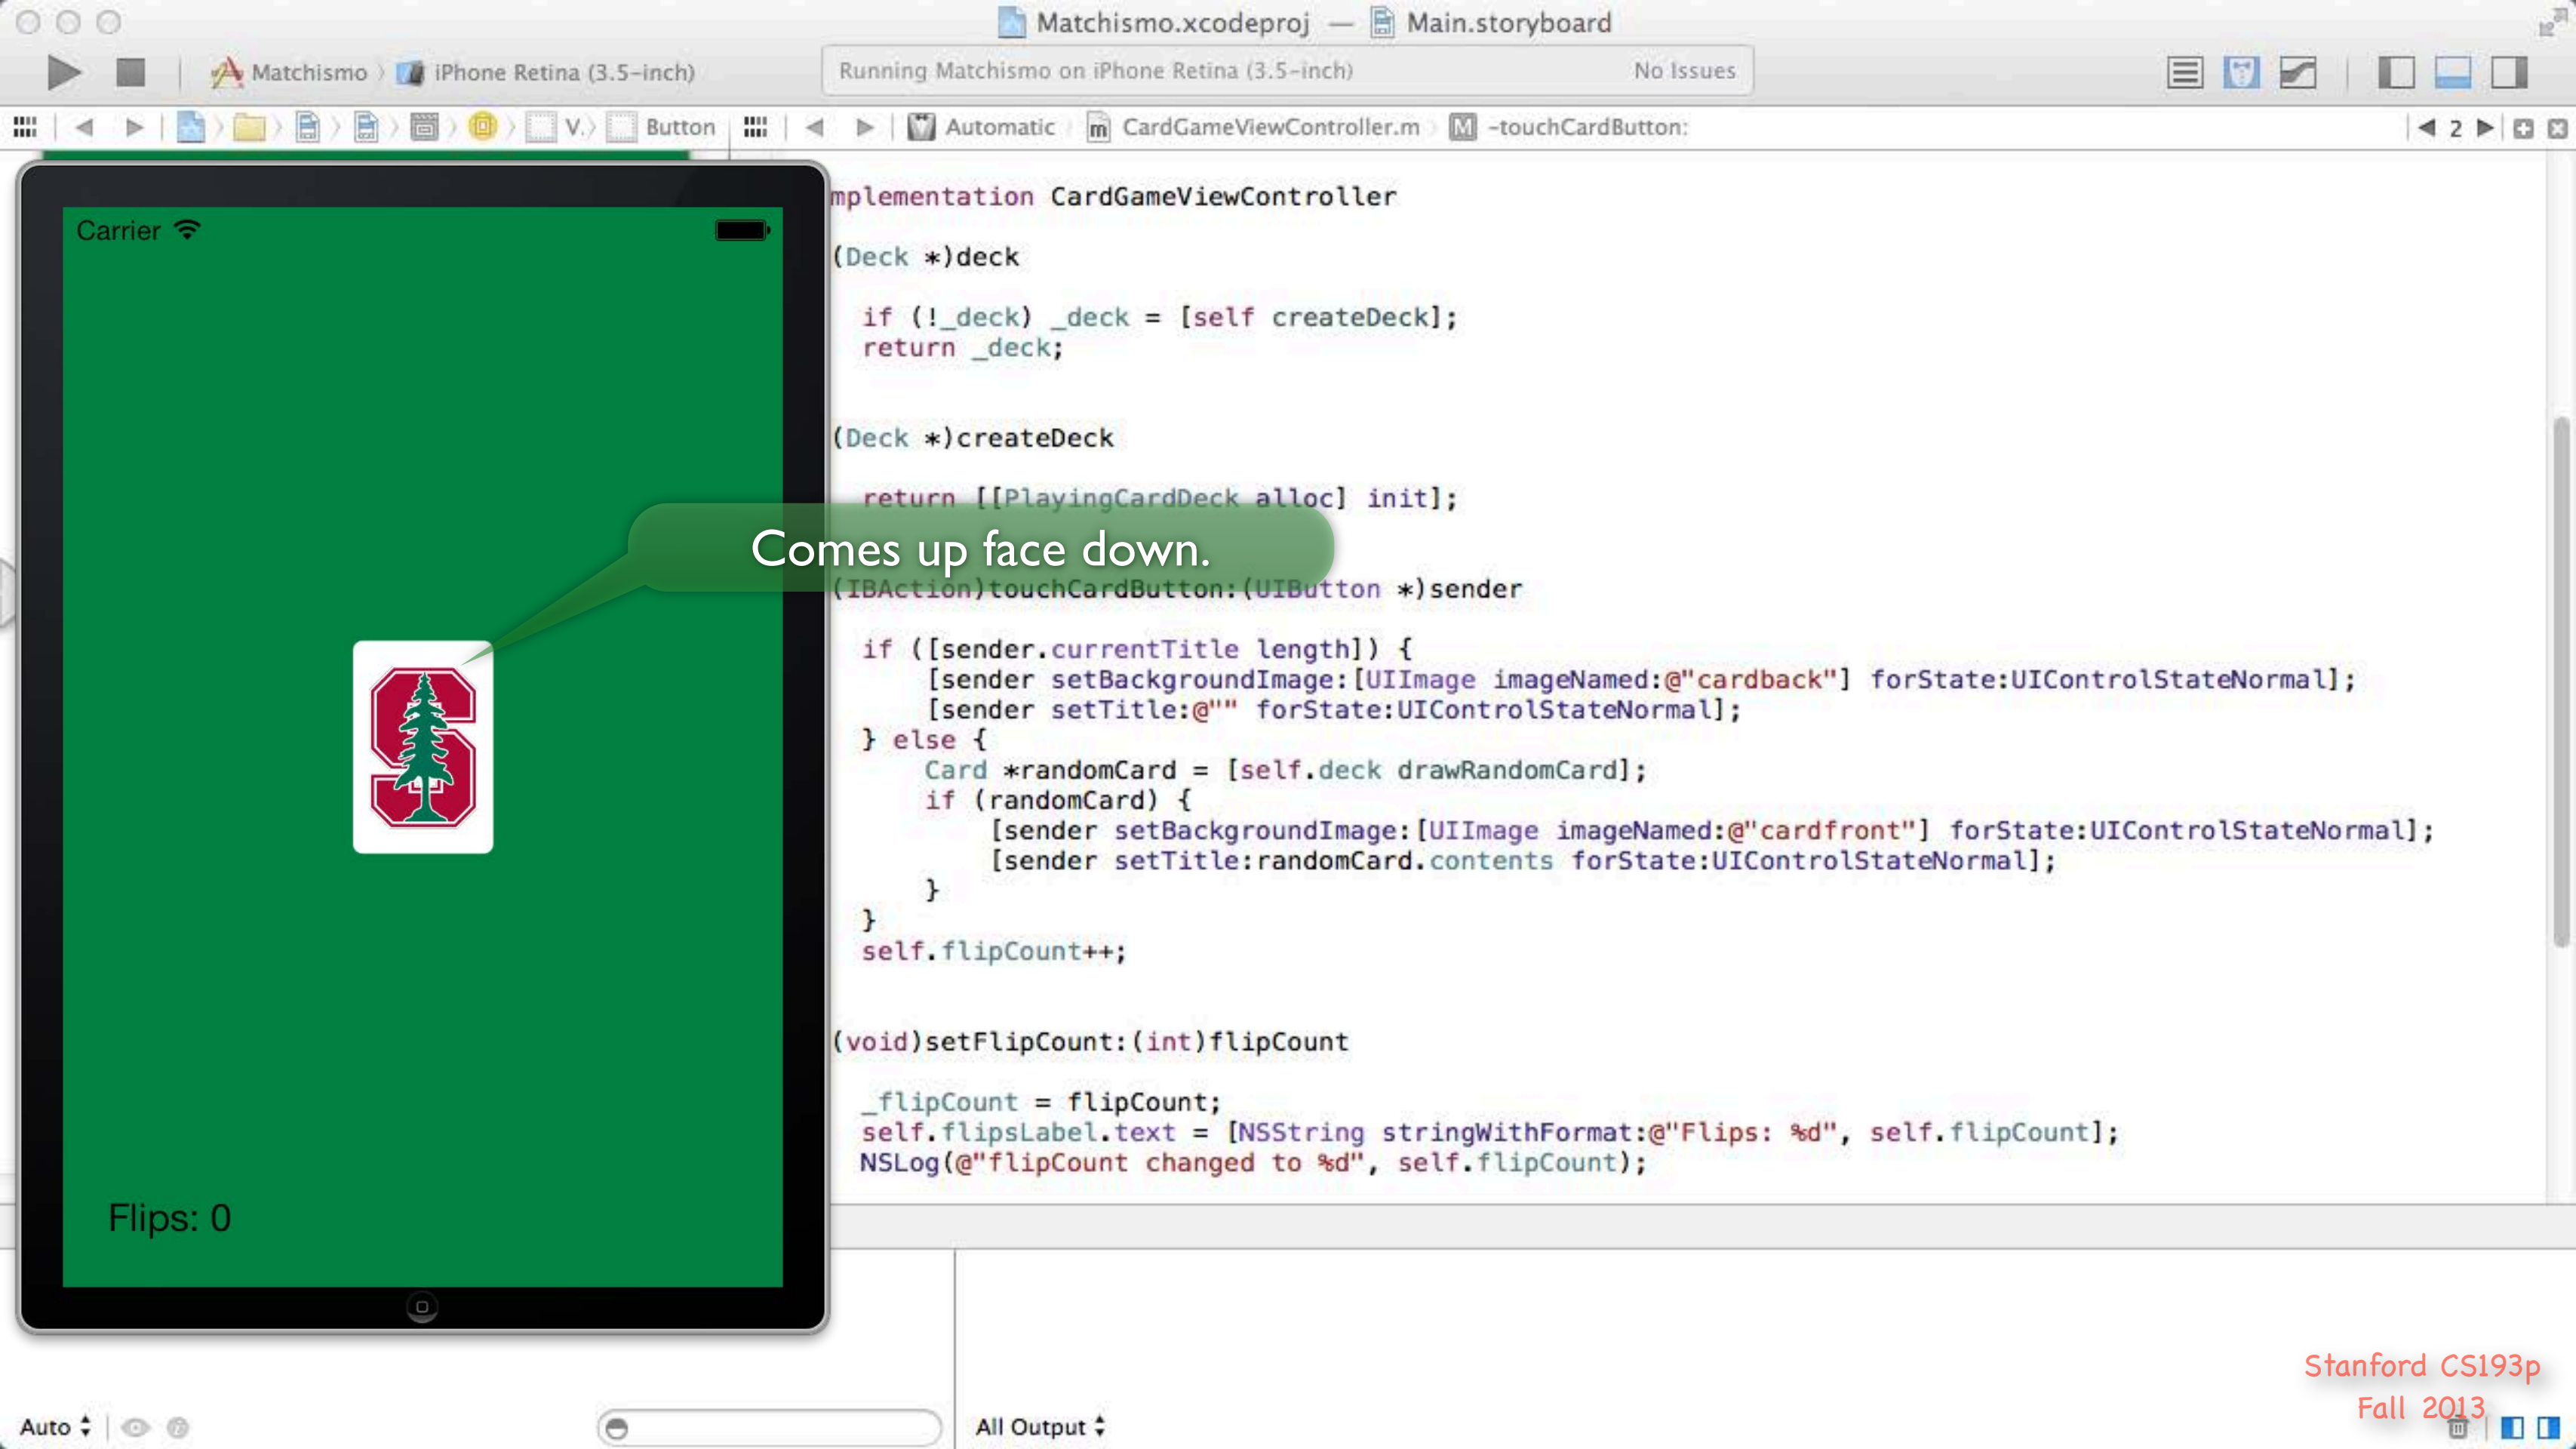 Matchismo.xcodeproj — Main.storyboard
Matchismo iPhone Retina (3.5-inch)
Running Matchismo on iPhone Retina (3.5-inch) No Issues
V. Button
Automatic CardGameViewController.m -touchCardButton: 2
Carrier
mplementation CardGameViewController
(Deck *)deck
if (!_deck) _deck = [self createDeck];
return _deck;
(Deck *)createDeck
return [[PlayingCardDeck alloc] init];
Comes up face down.
(IBAction)touchCardButton:(UIButton *)sender
if ([sender.currentTitle length]) {
[sender setBackgroundImage:[UIImage imageNamed:@"cardback"] forState:UIControlStateNormal];
[sender setTitle:@"" forState:UIControlStateNormal];
} else {
Card *randomCard = [self.deck drawRandomCard];
if (randomCard) {
[sender setBackgroundImage:[UIImage imageNamed:@"cardfront"] forState:UIControlStateNormal];
[sender setTitle:randomCard.contents forState:UIControlStateNormal];
}
}
self.flipCount++;
(void)setFlipCount:(int)flipCount
_flipCount = flipCount;
self.flipsLabel.text = [NSString stringWithFormat:@"Flips: %d", self.flipCount];
NSLog(@"flipCount changed to %d", self.flipCount);
Flips: 0
Auto
All Output
Stanford CS193p
Fall 2013